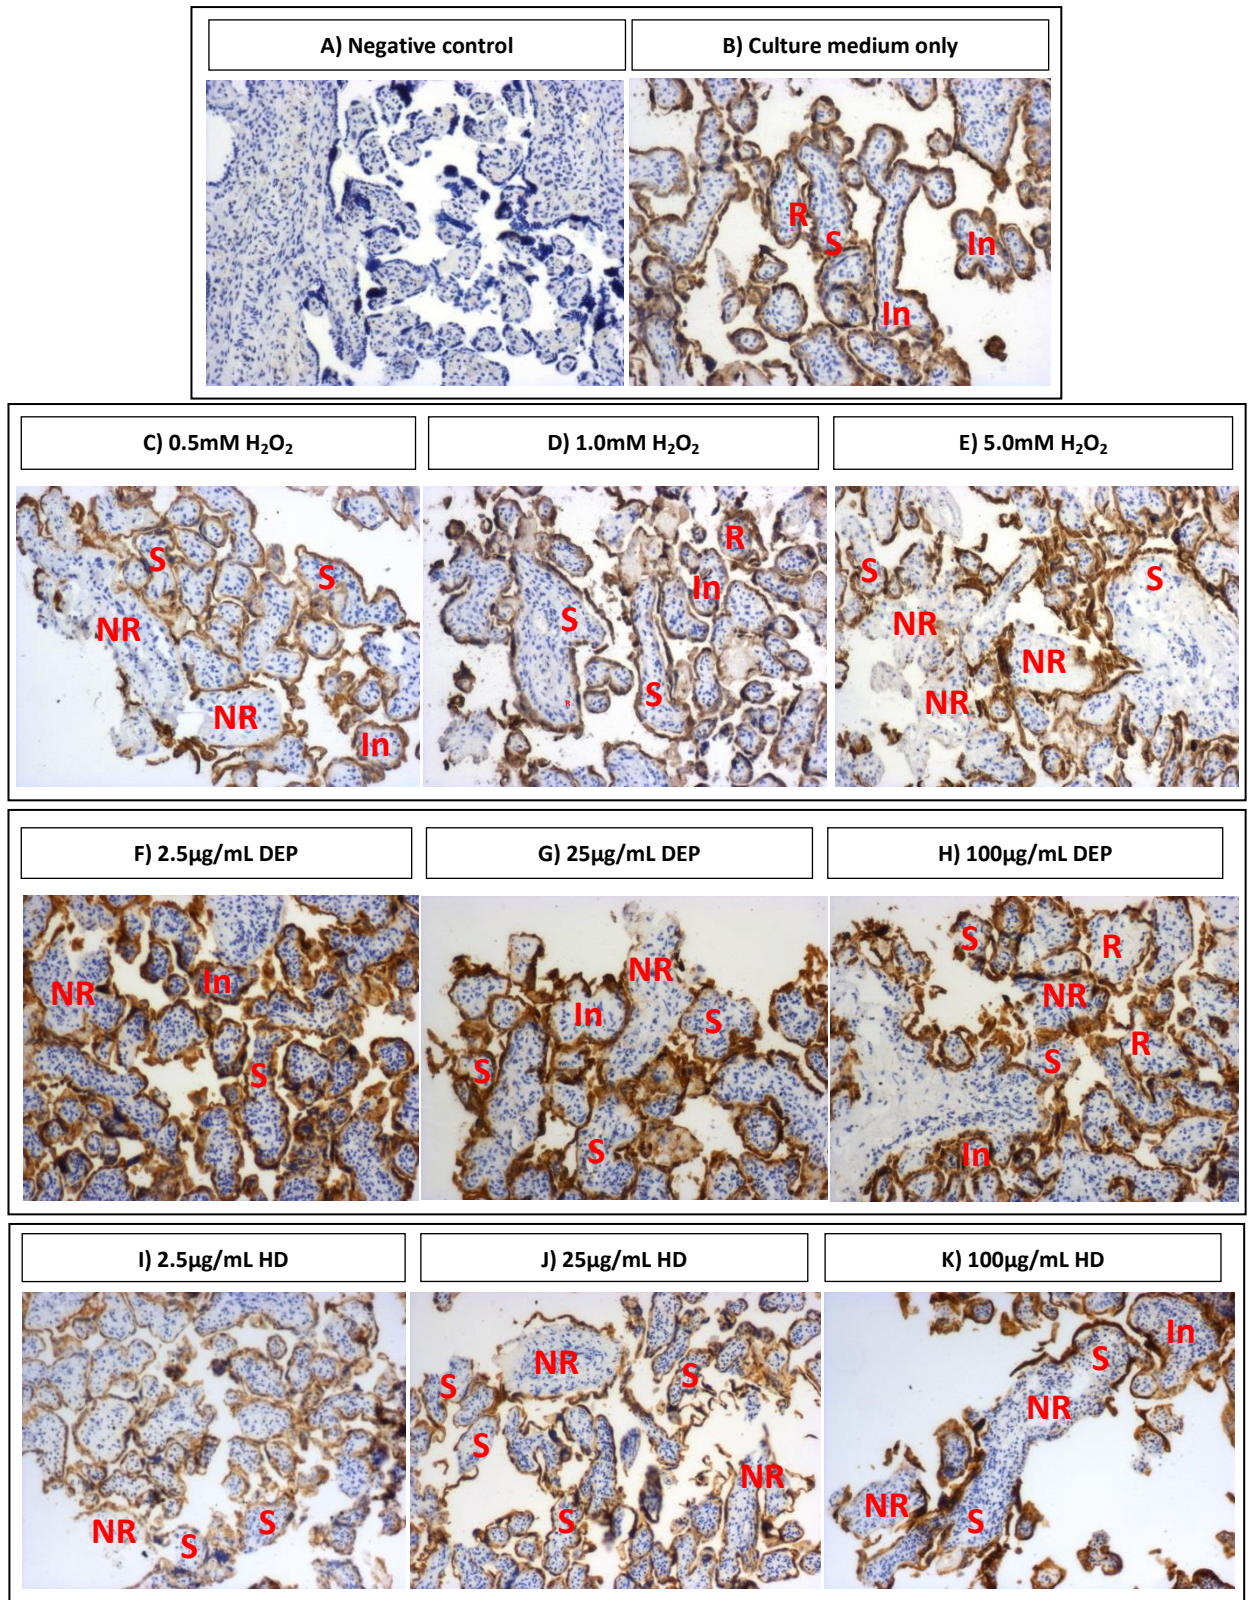 A) Negative control
B) Culture medium only
R
S
In
In
C) 0.5mM H₂O₂
D) 1.0mM H₂O₂
E) 5.0mM H₂O₂
S
S
NR
NR
In
R
In
S
S
R
S
S
NR
NR
NR
F) 2.5µg/mL DEP
G) 25µg/mL DEP
H) 100µg/mL DEP
NR
In
S
NR
In
S
S
S
S
R
NR
R
S
In
I) 2.5µg/mL HD
J) 25µg/mL HD
K) 100µg/mL HD
NR
S
S
NR
S
S
S
NR
S
In
S
NR
NR
S